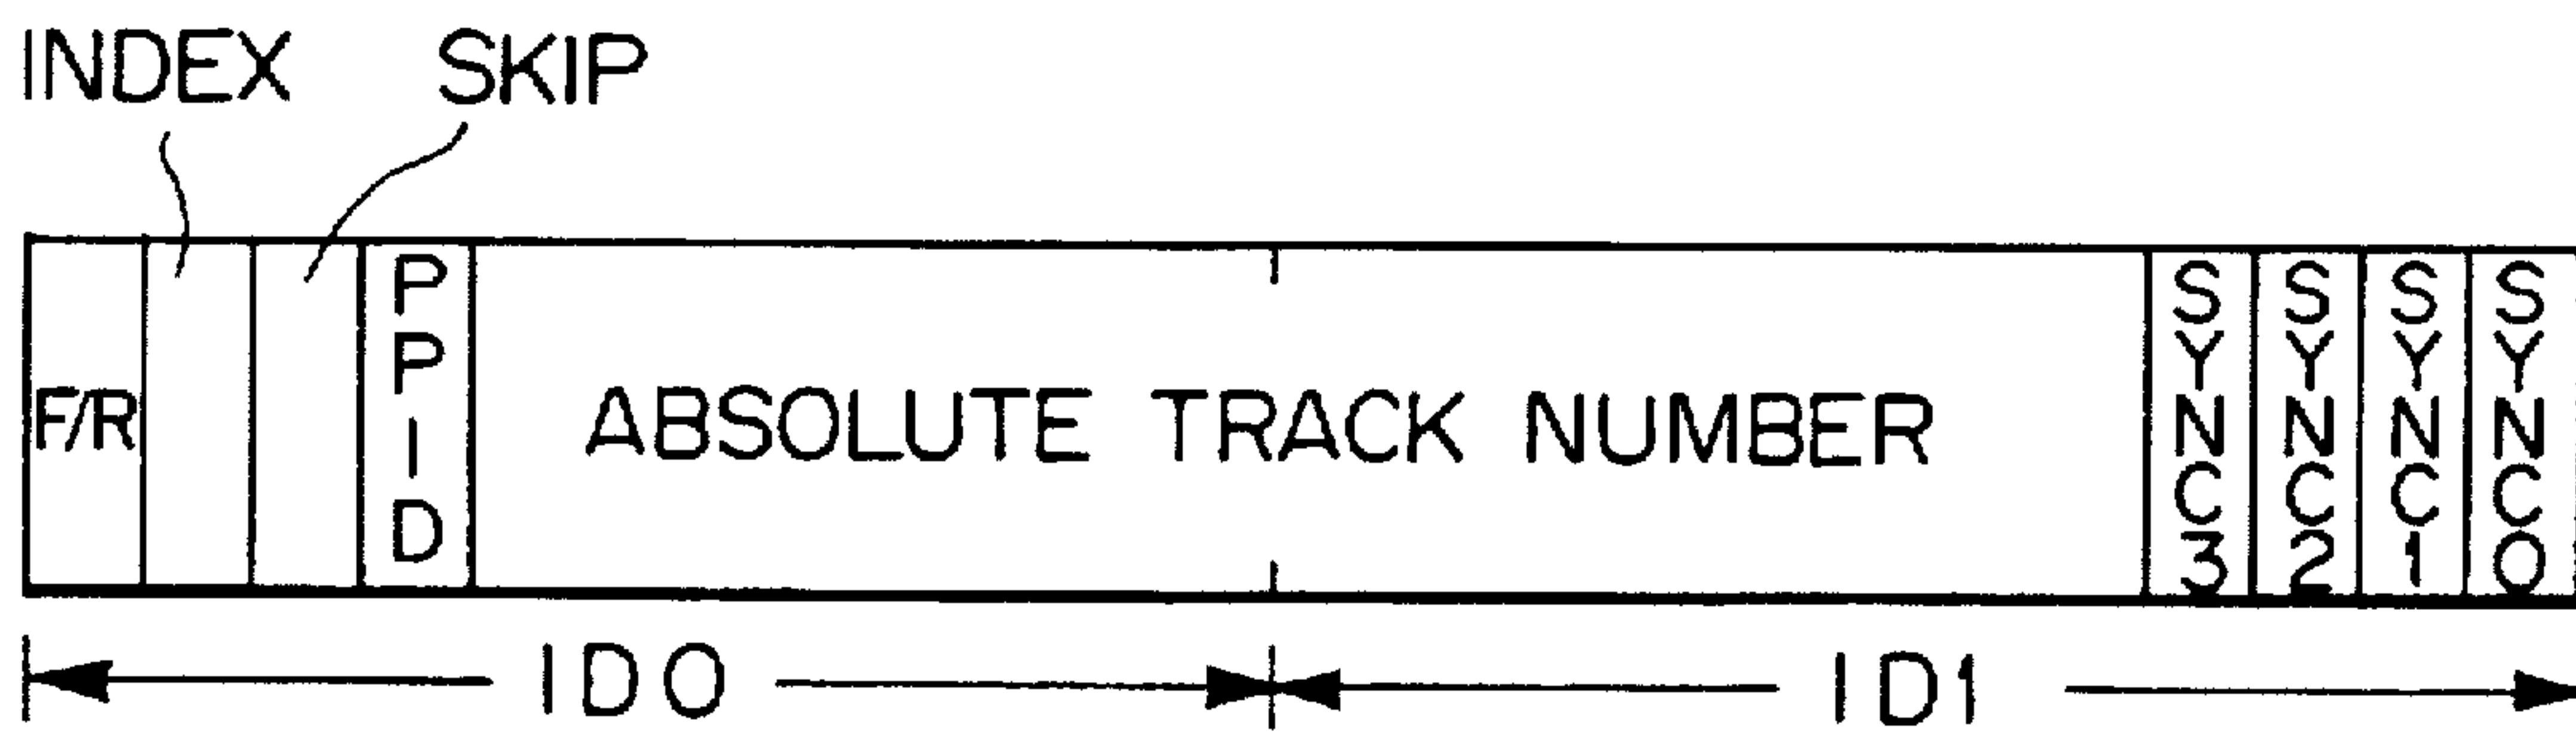 INDEX SKIP
F/R
PPID
ABSOLUTE TRACK NUMBER
SYNC3
SYNC2
SYNC1
SYNC0
ID0 ID1